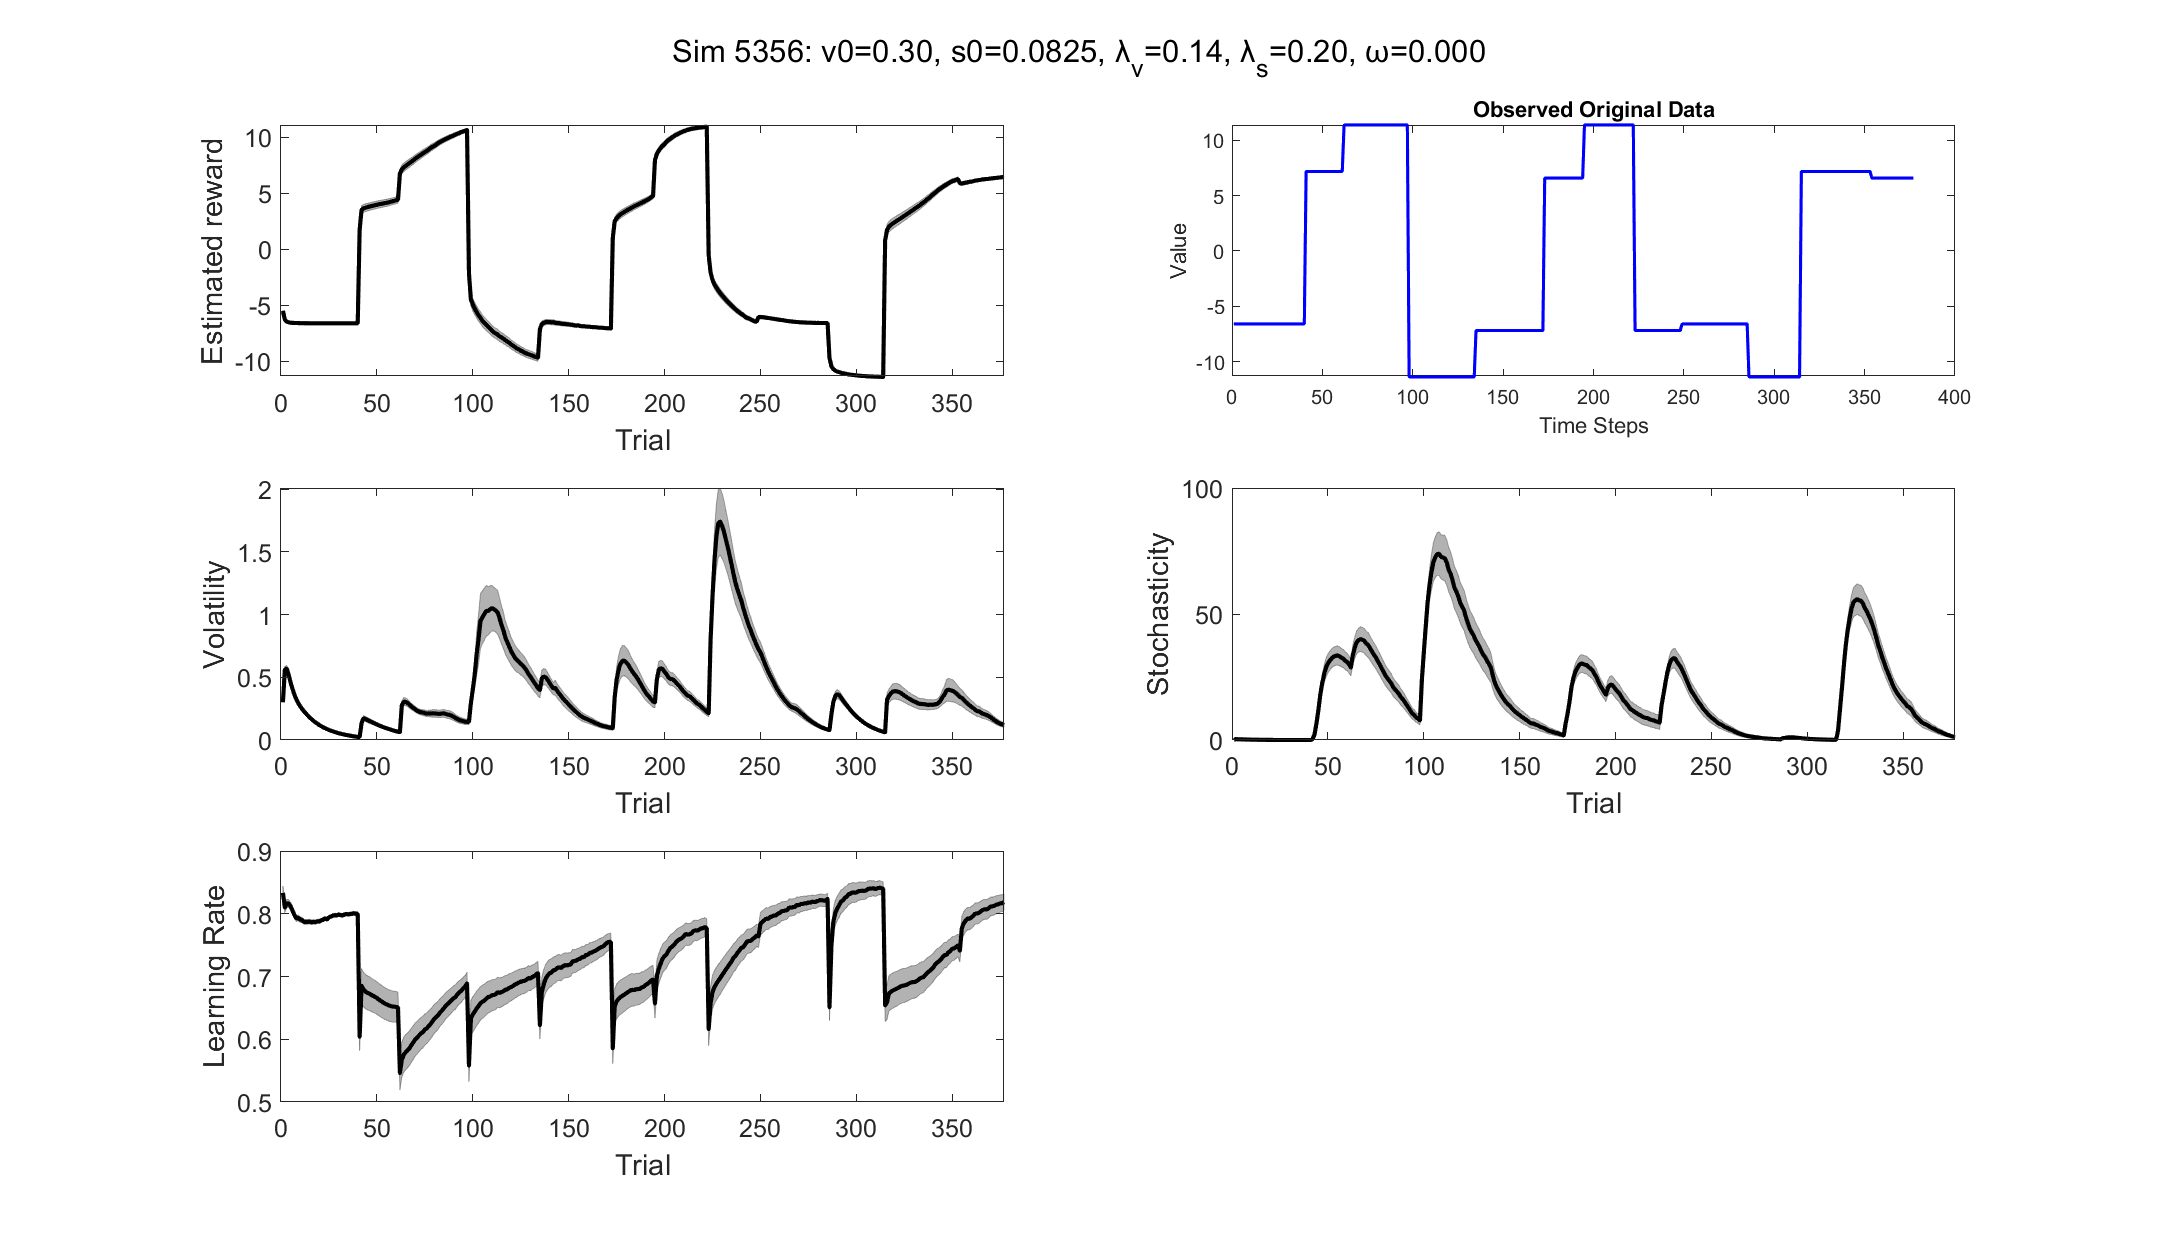 Sim 5356: v0=0.30, s0=0.0825, λ_v=0.14, λ_s=0.20, ω=0.000
Estimated reward
10
5
0
-5
-10
0 50 100 150 200 250 300 350
Trial
Observed Original Data
Value
10
5
0
-5
-10
0 50 100 150 200 250 300 350 400
Time Steps
Volatility
2
1.5
1
0.5
0
0 50 100 150 200 250 300 350
Trial
Stochasticity
100
50
0
0 50 100 150 200 250 300 350
Trial
Learning Rate
0.9
0.8
0.7
0.6
0.5
0 50 100 150 200 250 300 350
Trial